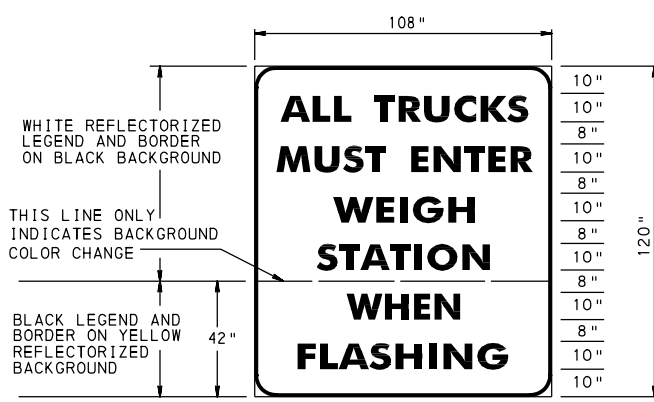 108"
WHITE REFLECTORIZED
LEGEND AND BORDER
ON BLACK BACKGROUND
THIS LINE ONLY
INDICATES BACKGROUND
COLOR CHANGE
BLACK LEGEND AND
BORDER ON YELLOW
REFLECTORIZED
BACKGROUND
42"
ALL TRUCKS
MUST ENTER
WEIGH
STATION
WHEN
FLASHING
10"
10"
8"
10"
8"
10"
8"
10"
8"
10"
8"
10"
10"
120"